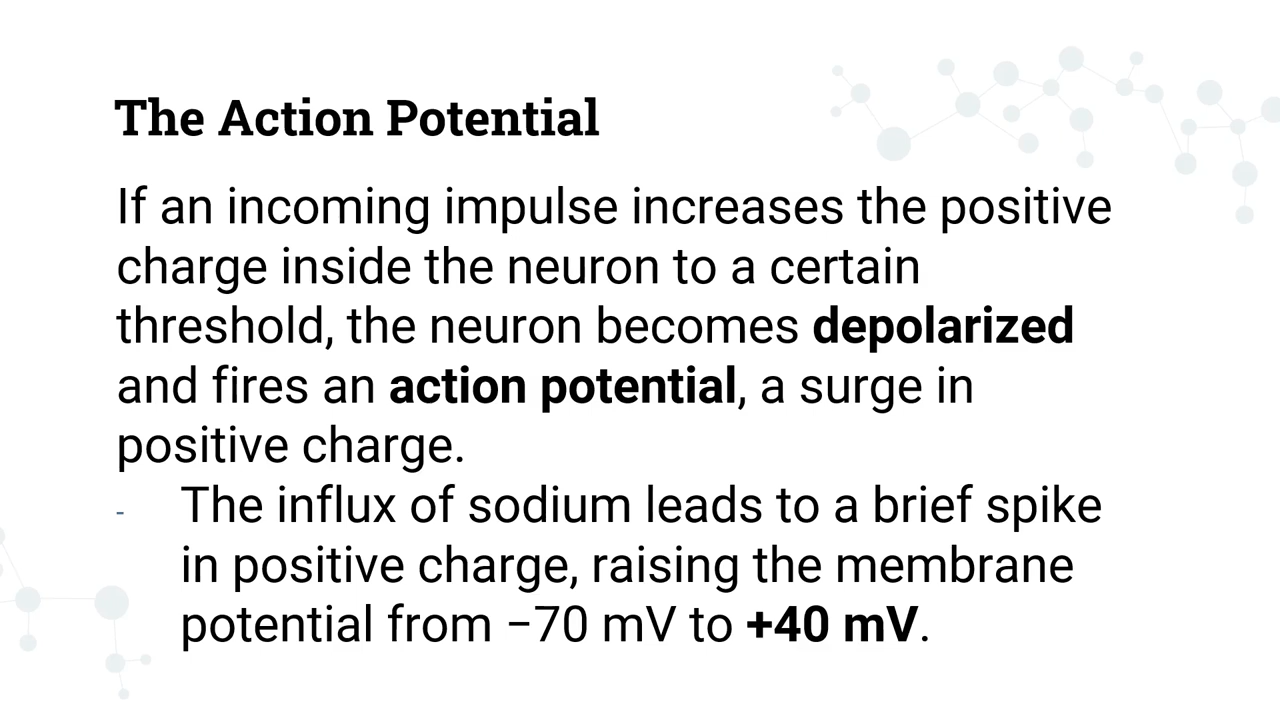 The Action Potential
If an incoming impulse increases the positive
charge inside the neuron to a certain
threshold, the neuron becomes depolarized
and fires an action potential, a surge in
positive charge.
- The influx of sodium leads to a brief spike
in positive charge, raising the membrane
potential from −70 mV to +40 mV.